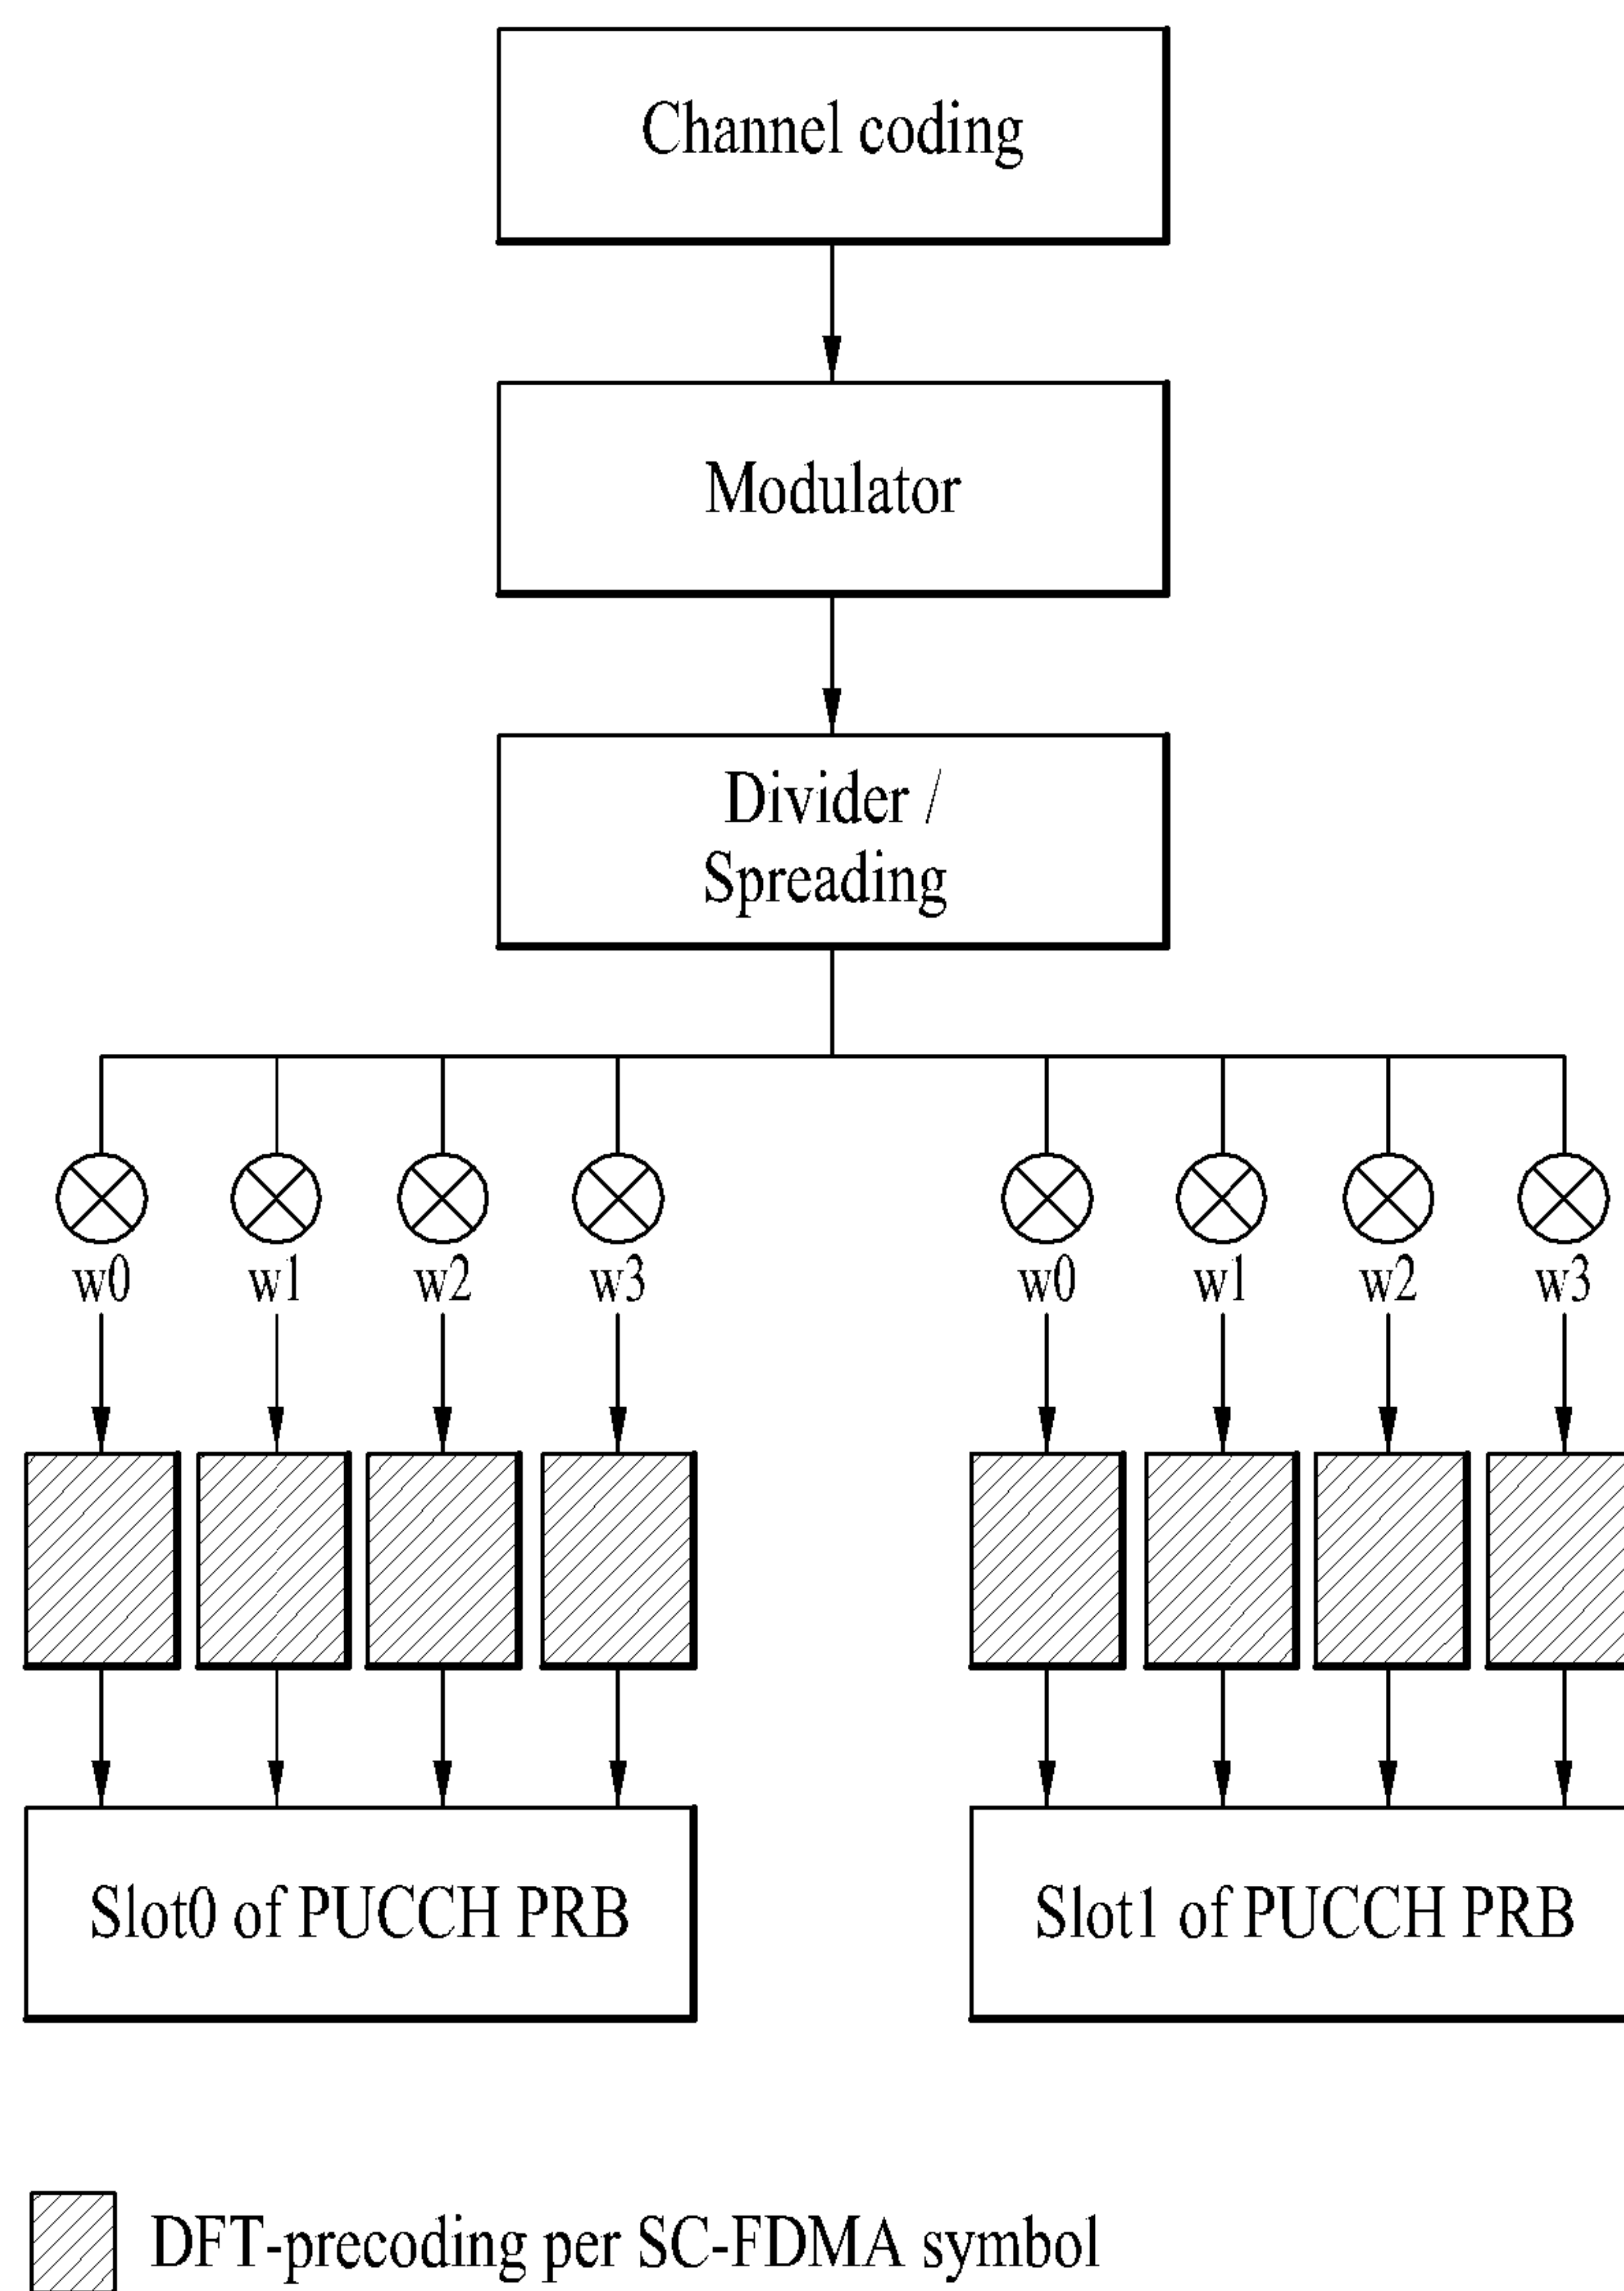 Channel coding
Modulator
Divider /
Spreading
w0 w1 w2 w3 w0 w1 w2 w3
Slot0 of PUCCH PRB Slot1 of PUCCH PRB
DFT-precoding per SC-FDMA symbol